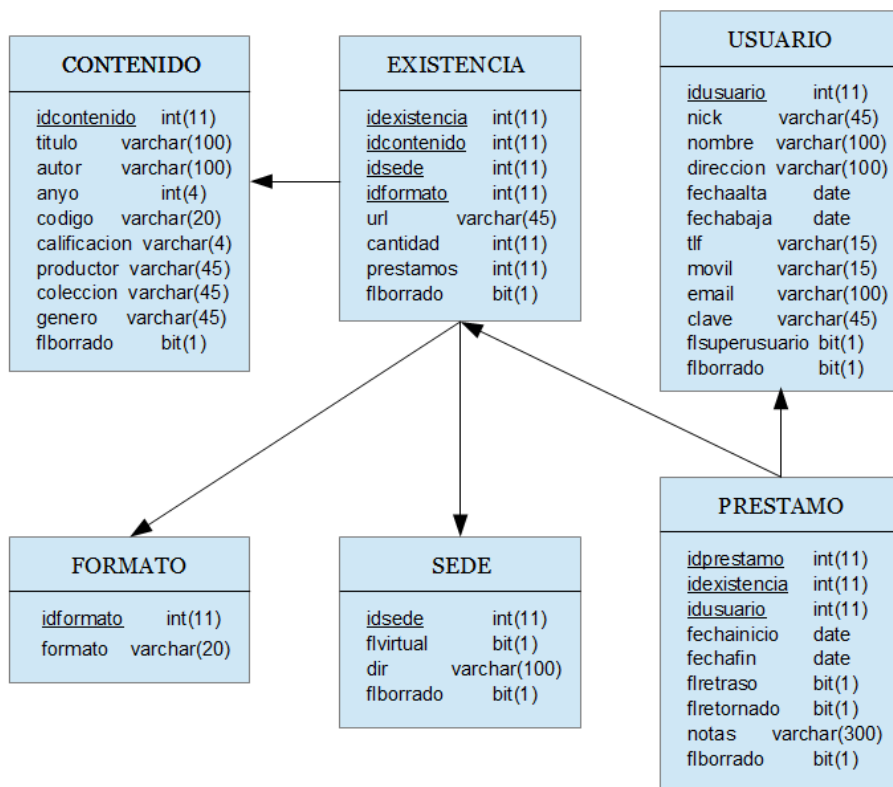 CONTENIDO
idcontenido int(11)
titulo varchar(100)
autor varchar(100)
anyo int(4)
codigo varchar(20)
calificacion varchar(4)
productor varchar(45)
coleccion varchar(45)
genero varchar(45)
flborrado bit(1)
EXISTENCIA
idexistencia int(11)
idcontenido int(11)
idsede int(11)
idformato int(11)
url varchar(45)
cantidad int(11)
prestamos int(11)
flborrado bit(1)
USUARIO
idusuario int(11)
nick varchar(45)
nombre varchar(100)
direccion varchar(100)
fechaalta date
fechabaja date
tlf varchar(15)
movil varchar(15)
email varchar(100)
clave varchar(45)
flsuperusuario bit(1)
flborrado bit(1)
FORMATO
idformato int(11)
formato varchar(20)
SEDE
idsede int(11)
flvirtual bit(1)
dir varchar(100)
flborrado bit(1)
PRESTAMO
idprestamo int(11)
idexistencia int(11)
idusuario int(11)
fechainicio date
fechafin date
flretraso bit(1)
flretornado bit(1)
notas varchar(300)
flborrado bit(1)